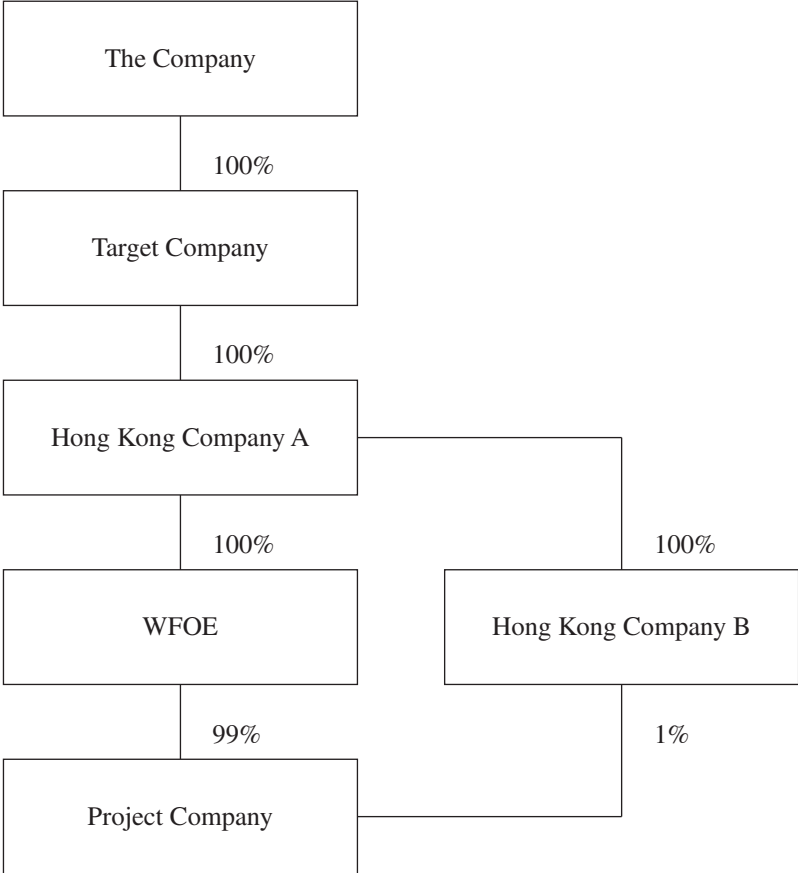 The Company
100%
Target Company
100%
Hong Kong Company A
100%
100%
WFOE
Hong Kong Company B
99%
1%
Project Company